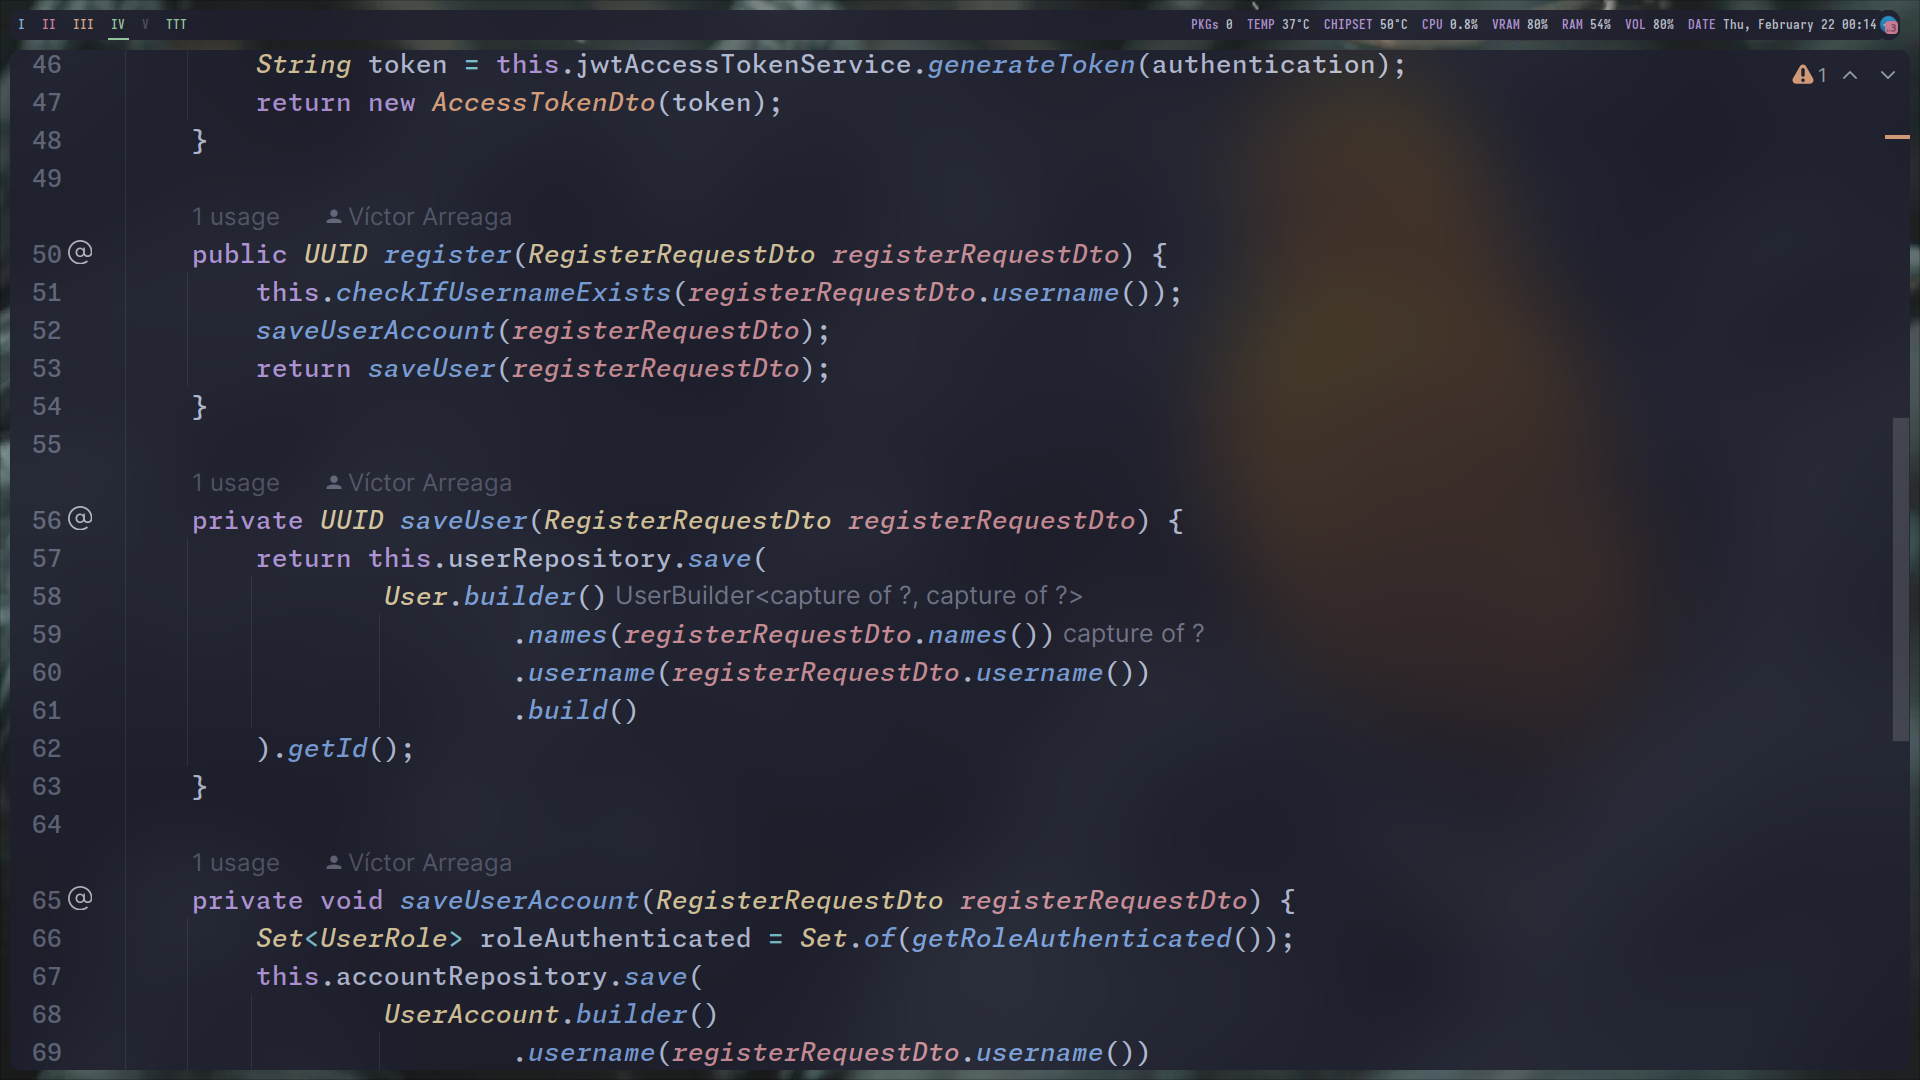 I II III IV V TTT PKGs 0 TEMP 37°C CHIPSET 50°C CPU 0.8% VRAM 80% RAM 54% VOL 80% DATE Thu, February 22 00:14
46 String token = this.jwtAccessTokenService.generateToken(authentication);
1
47 return new AccessTokenDto(token);
48 }
49
1 usage Víctor Arreaga
50 @ public UUID register(RegisterRequestDto registerRequestDto) {
51 this.checkIfUsernameExists(registerRequestDto.username());
52 saveUserAccount(registerRequestDto);
53 return saveUser(registerRequestDto);
54 }
55
1 usage Víctor Arreaga
56 @ private UUID saveUser(RegisterRequestDto registerRequestDto) {
57 return this.userRepository.save(
58 User.builder() UserBuilder<capture of ?, capture of ?>
59 .names(registerRequestDto.names()) capture of ?
60 .username(registerRequestDto.username())
61 .build()
62 ).getId();
63 }
64
1 usage Víctor Arreaga
65 @ private void saveUserAccount(RegisterRequestDto registerRequestDto) {
66 Set<UserRole> roleAuthenticated = Set.of(getRoleAuthenticated());
67 this.accountRepository.save(
68 UserAccount.builder()
69 .username(registerRequestDto.username())